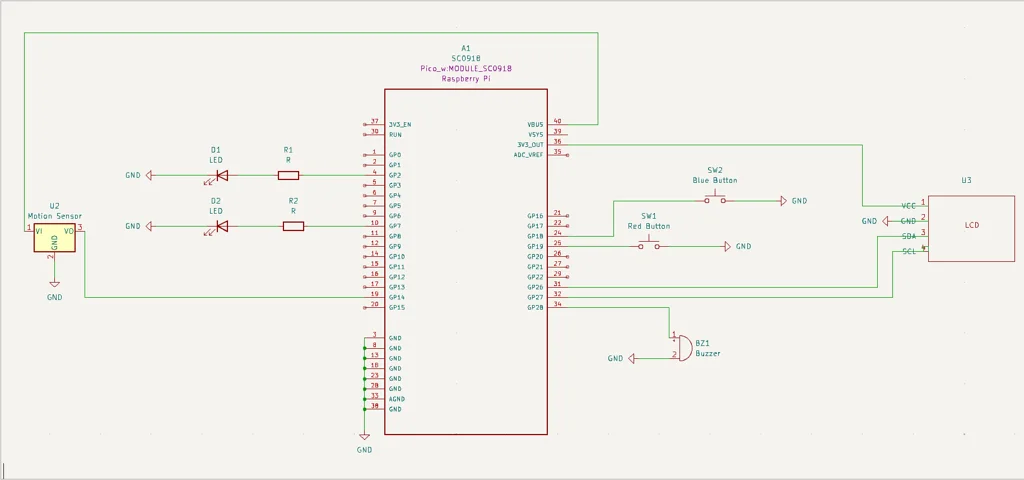 A1
SC0918
Pico_w:MODULE_SC0918
Raspberry Pi
37 3V3_EN
30 RUN
1 GP0
2 GP1
4 GP2
5 GP3
6 GP4
7 GP5
9 GP6
10 GP7
11 GP8
12 GP9
14 GP10
15 GP11
16 GP12
17 GP13
19 GP14
20 GP15
3 GND
8 GND
13 GND
18 GND
23 GND
28 GND
33 AGND
38 GND
GND
VBUS 40
VSYS 39
3V3_OUT 36
ADC_VREF 35
GP16 21
GP17 22
GP18 24
GP19 25
GP20 26
GP21 27
GP22 29
GP26 31
GP27 32
GP28 34
D1
LED
R1
R
GND
D2
LED
R2
R
GND
U2
Motion Sensor
1 VI
VO 3
GND
2
GND
SW2
Blue Button
GND
SW1
Red Button
GND
U3
LCD
VCC 1
GND
GND 2
SDA 3
SCL 4
BZ1
Buzzer
1
2
GND